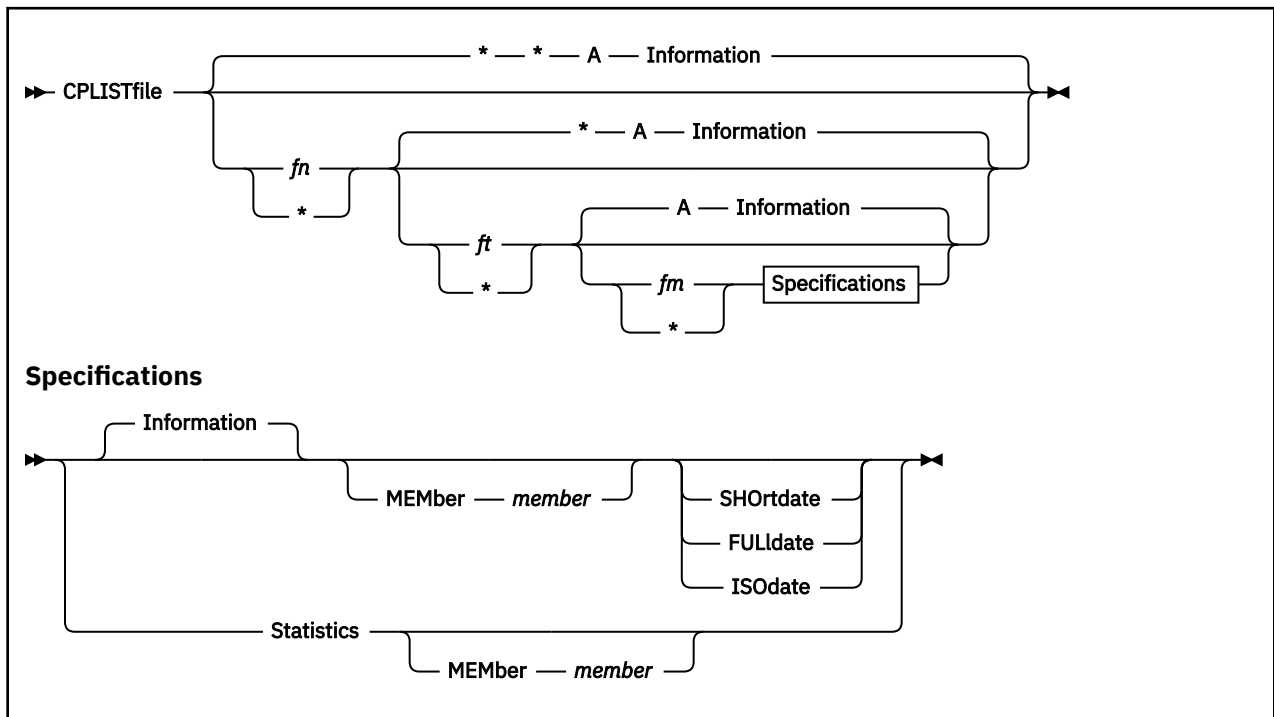 * * A Information
CPLISTfile
* A Information
fn
*
A Information
ft
*
fm Specifications
*
Specifications
Information
MEMber member SHOrtdate
FULldate
ISOdate
Statistics
MEMber member